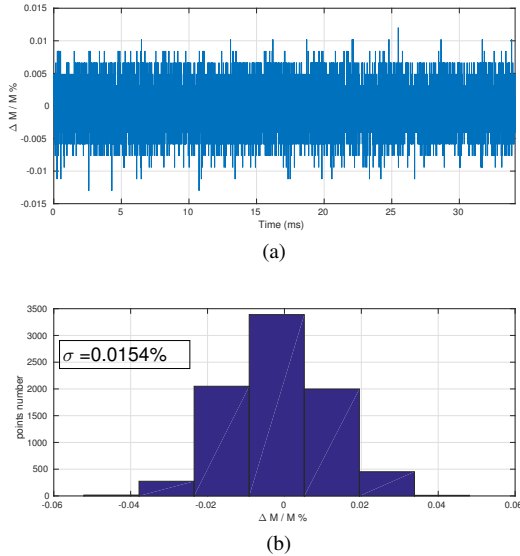 0.015
0.01
0.005
0
-0.005
-0.01
-0.015
Δ M / M %
0 5 10 15 20 25 30
Time (ms)
(a)
3500
3000
2500
2000
1500
1000
500
0
points number
σ =0.0154%
-0.06 -0.04 -0.02 0 0.02 0.04 0.06
Δ M / M %
(b)